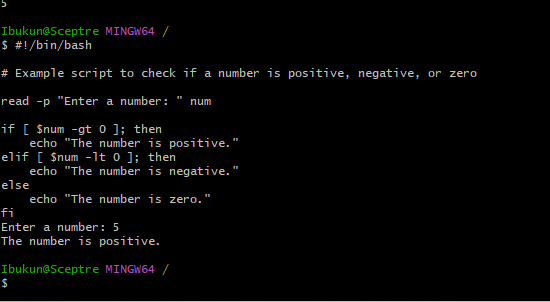 5
Ibukun@Sceptre MINGW64 /
$ #!/bin/bash
# Example script to check if a number is positive, negative, or zero
read -p "Enter a number: " num
if [ $num -gt 0 ]; then
    echo "The number is positive."
elif [ $num -lt 0 ]; then
    echo "The number is negative."
else
    echo "The number is zero."
fi
Enter a number: 5
The number is positive.
Ibukun@Sceptre MINGW64 /
$